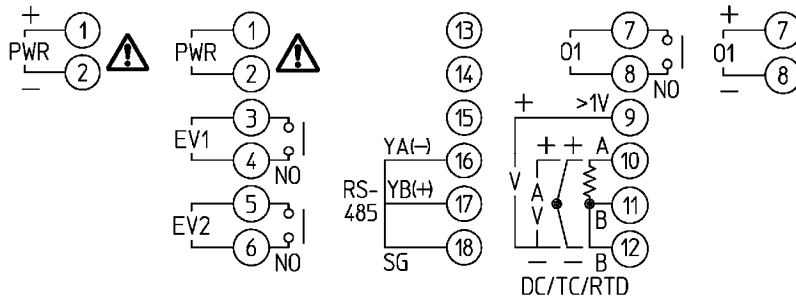 + 1 1 13 7 + 7
PWR PWR 01 01
− 2 2 14 8 NO − 8
3 15 + >1V 9
EV1
4 NO YA(−) 16 + + A 10
RS-485 V A V
5 YB(+) 17 B 11
EV2
6 NO SG 18 − − B 12
DC/TC/RTD